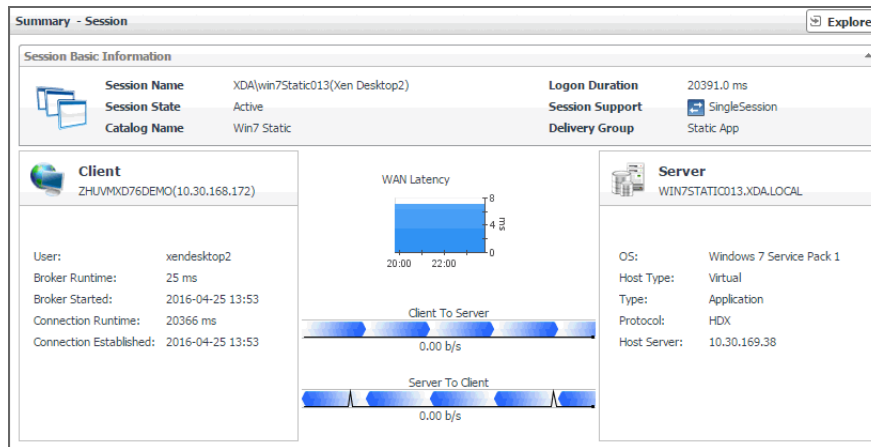 Summary - Session
Explore
Session Basic Information
Session Name XDA\win7Static013(Xen Desktop2) Logon Duration 20391.0 ms
Session State Active Session Support SingleSession
Catalog Name Win7 Static Delivery Group Static App
Client
ZHUVMXD76DEMO(10.30.168.172)
User: xendesktop2
Broker Runtime: 25 ms
Broker Started: 2016-04-25 13:53
Connection Runtime: 20366 ms
Connection Established: 2016-04-25 13:53
WAN Latency
8
4
0
ms
20:00 22:00
Client To Server
0.00 b/s
Server To Client
0.00 b/s
Server
WIN7STATIC013.XDA.LOCAL
OS: Windows 7 Service Pack 1
Host Type: Virtual
Type: Application
Protocol: HDX
Host Server: 10.30.169.38